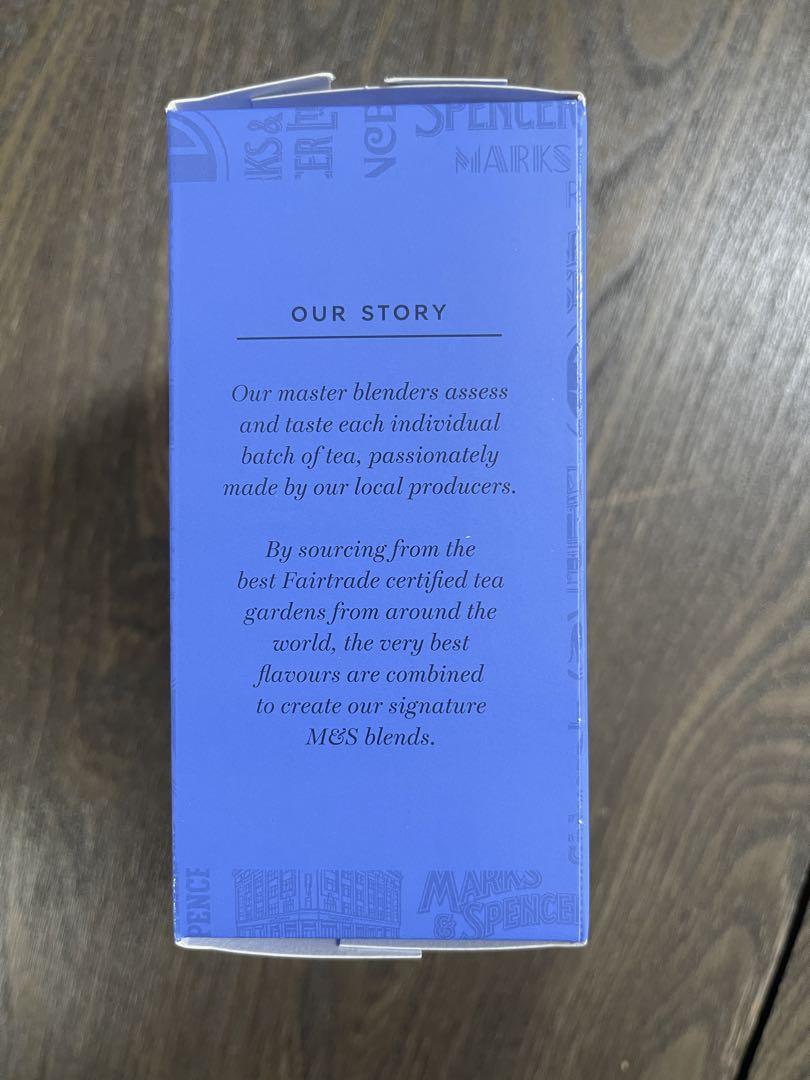 SPENCER
MARKS
OUR STORY
Our master blenders assess
and taste each individual
batch of tea, passionately
made by our local producers.
By sourcing from the
best Fairtrade certified tea
gardens from around the
world, the very best
flavours are combined
to create our signature
M&S blends.
MARKS
& SPENCE